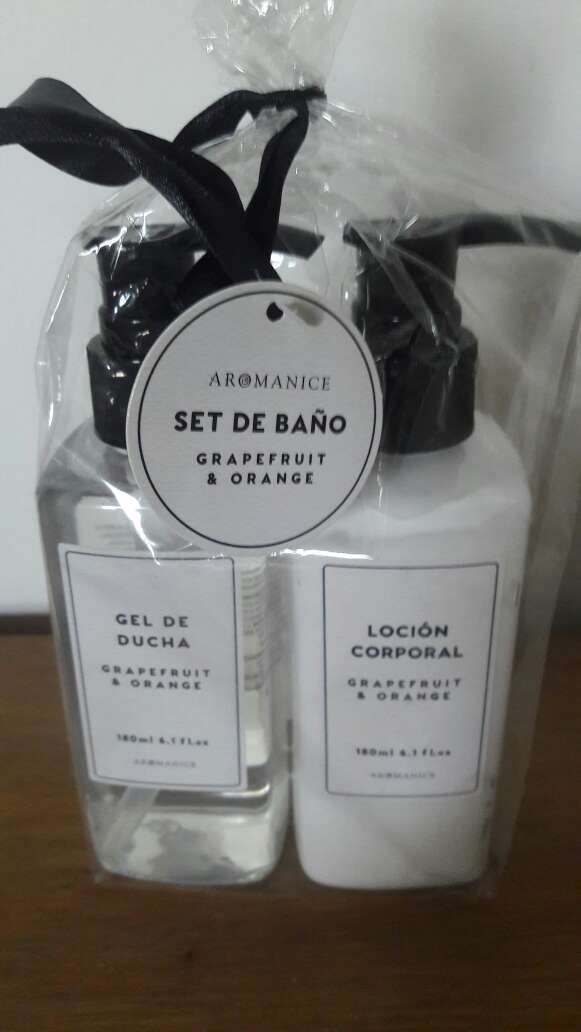 AROMANICE
SET DE BAÑO
GRAPEFRUIT
& ORANGE
GEL DE
DUCHA
GRAPEFRUIT
& ORANGE
180ml 6.1 fl.oz
AROMANICE
LOCIÓN
CORPORAL
GRAPEFRUIT
& ORANGE
180ml 6.1 fl.oz
AROMANICE